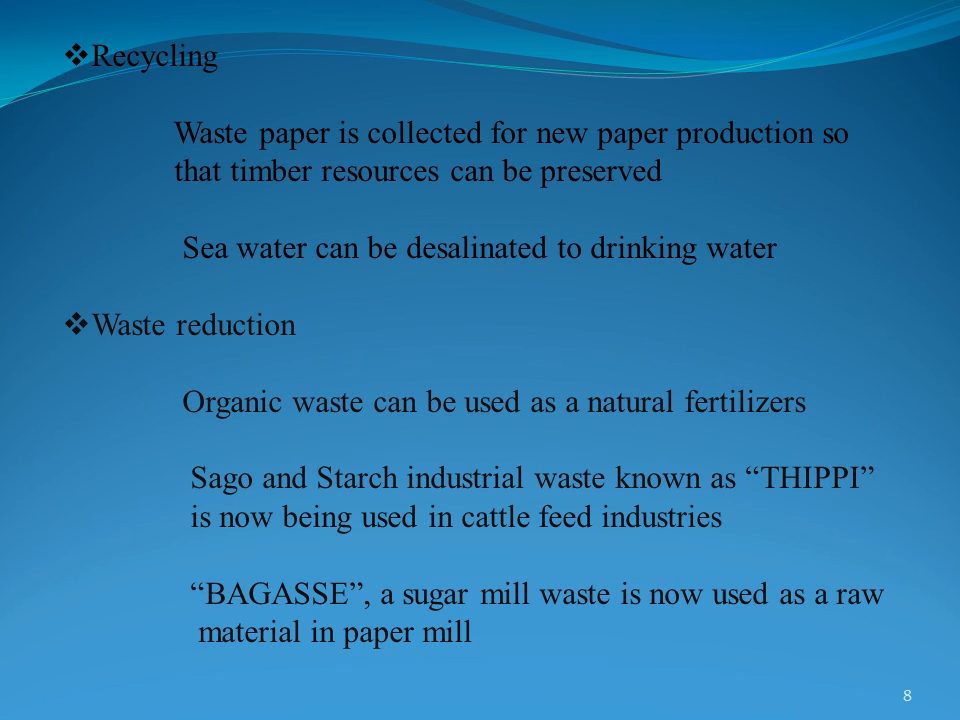 ❖Recycling
Waste paper is collected for new paper production so
that timber resources can be preserved
Sea water can be desalinated to drinking water
❖Waste reduction
Organic waste can be used as a natural fertilizers
Sago and Starch industrial waste known as “THIPPI”
is now being used in cattle feed industries
“BAGASSE”, a sugar mill waste is now used as a raw
material in paper mill
8